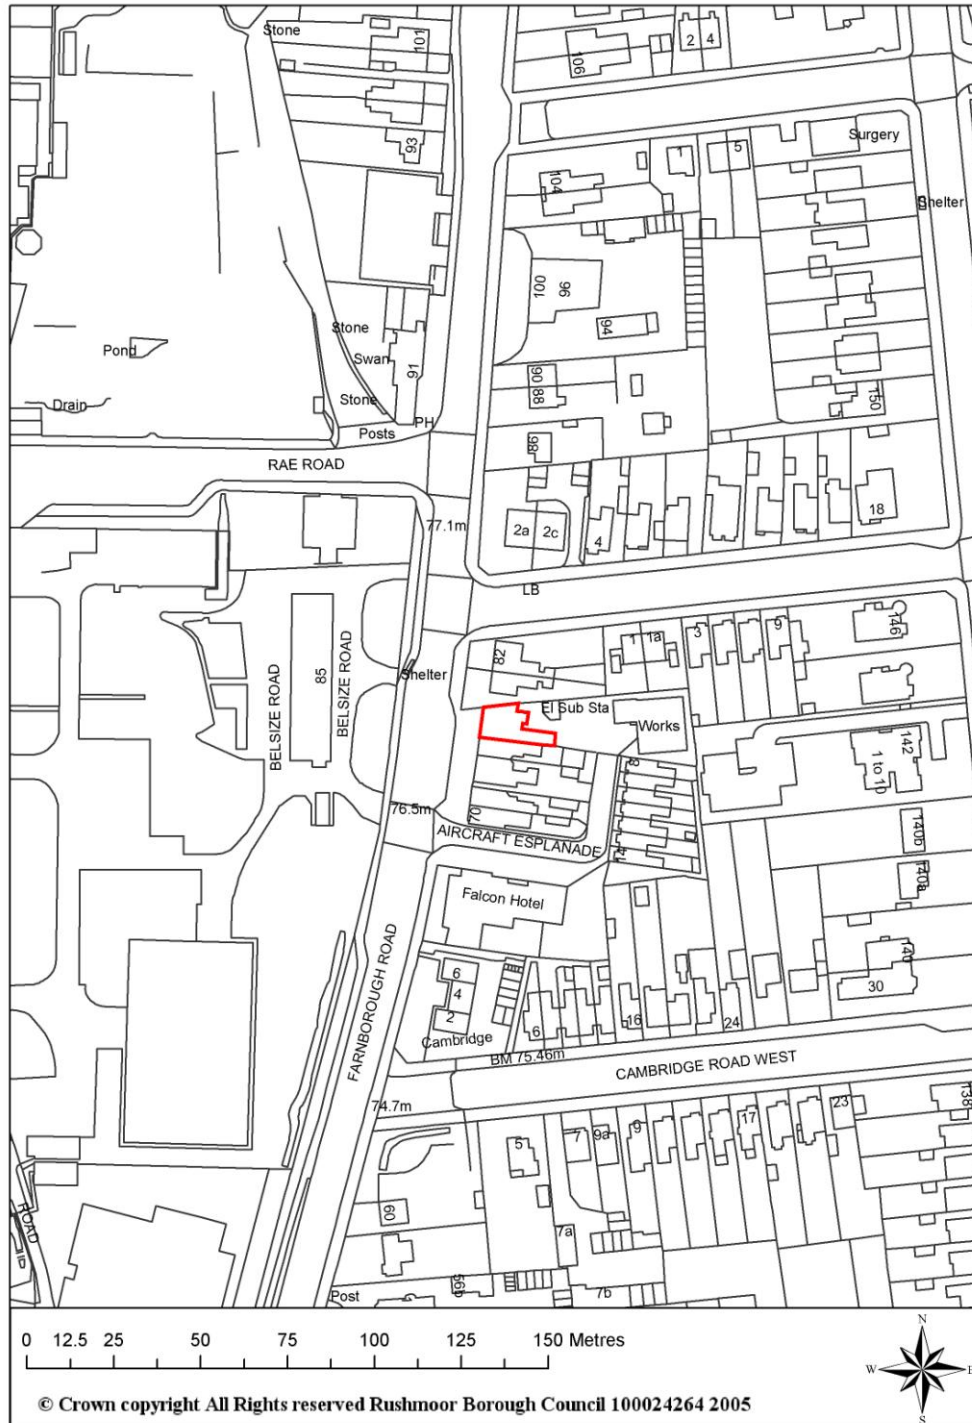 Stone
101
106
2 4
93
104
1
5
Surgery
Shelter
100
96
94
Stone
Swan
Pond
91
90
88
Stone
150
Drain
PH
Posts
86
RAE ROAD
77.1m
2a
2c
4
18
LB
82
1
1a
3
9
146
BELSIZE ROAD
85
BELSIZE ROAD
Shelter
El Sub Sta
Works
142
1 to 10
8
76.5m
70
AIRCRAFT ESPLANADE
14
140b
140a
Falcon Hotel
FARNBOROUGH ROAD
140
6
4
2
30
Cambridge
6
16
24
BM 75.46m
CAMBRIDGE ROAD WEST
74.7m
5
7
9a
9
17
23
138
60
7a
ROAD
56b
Post
7b
0 12.5 25 50 75 100 125 150 Metres
N
W
E
S
© Crown copyright All Rights reserved Rushmoor Borough Council 100024264 2005